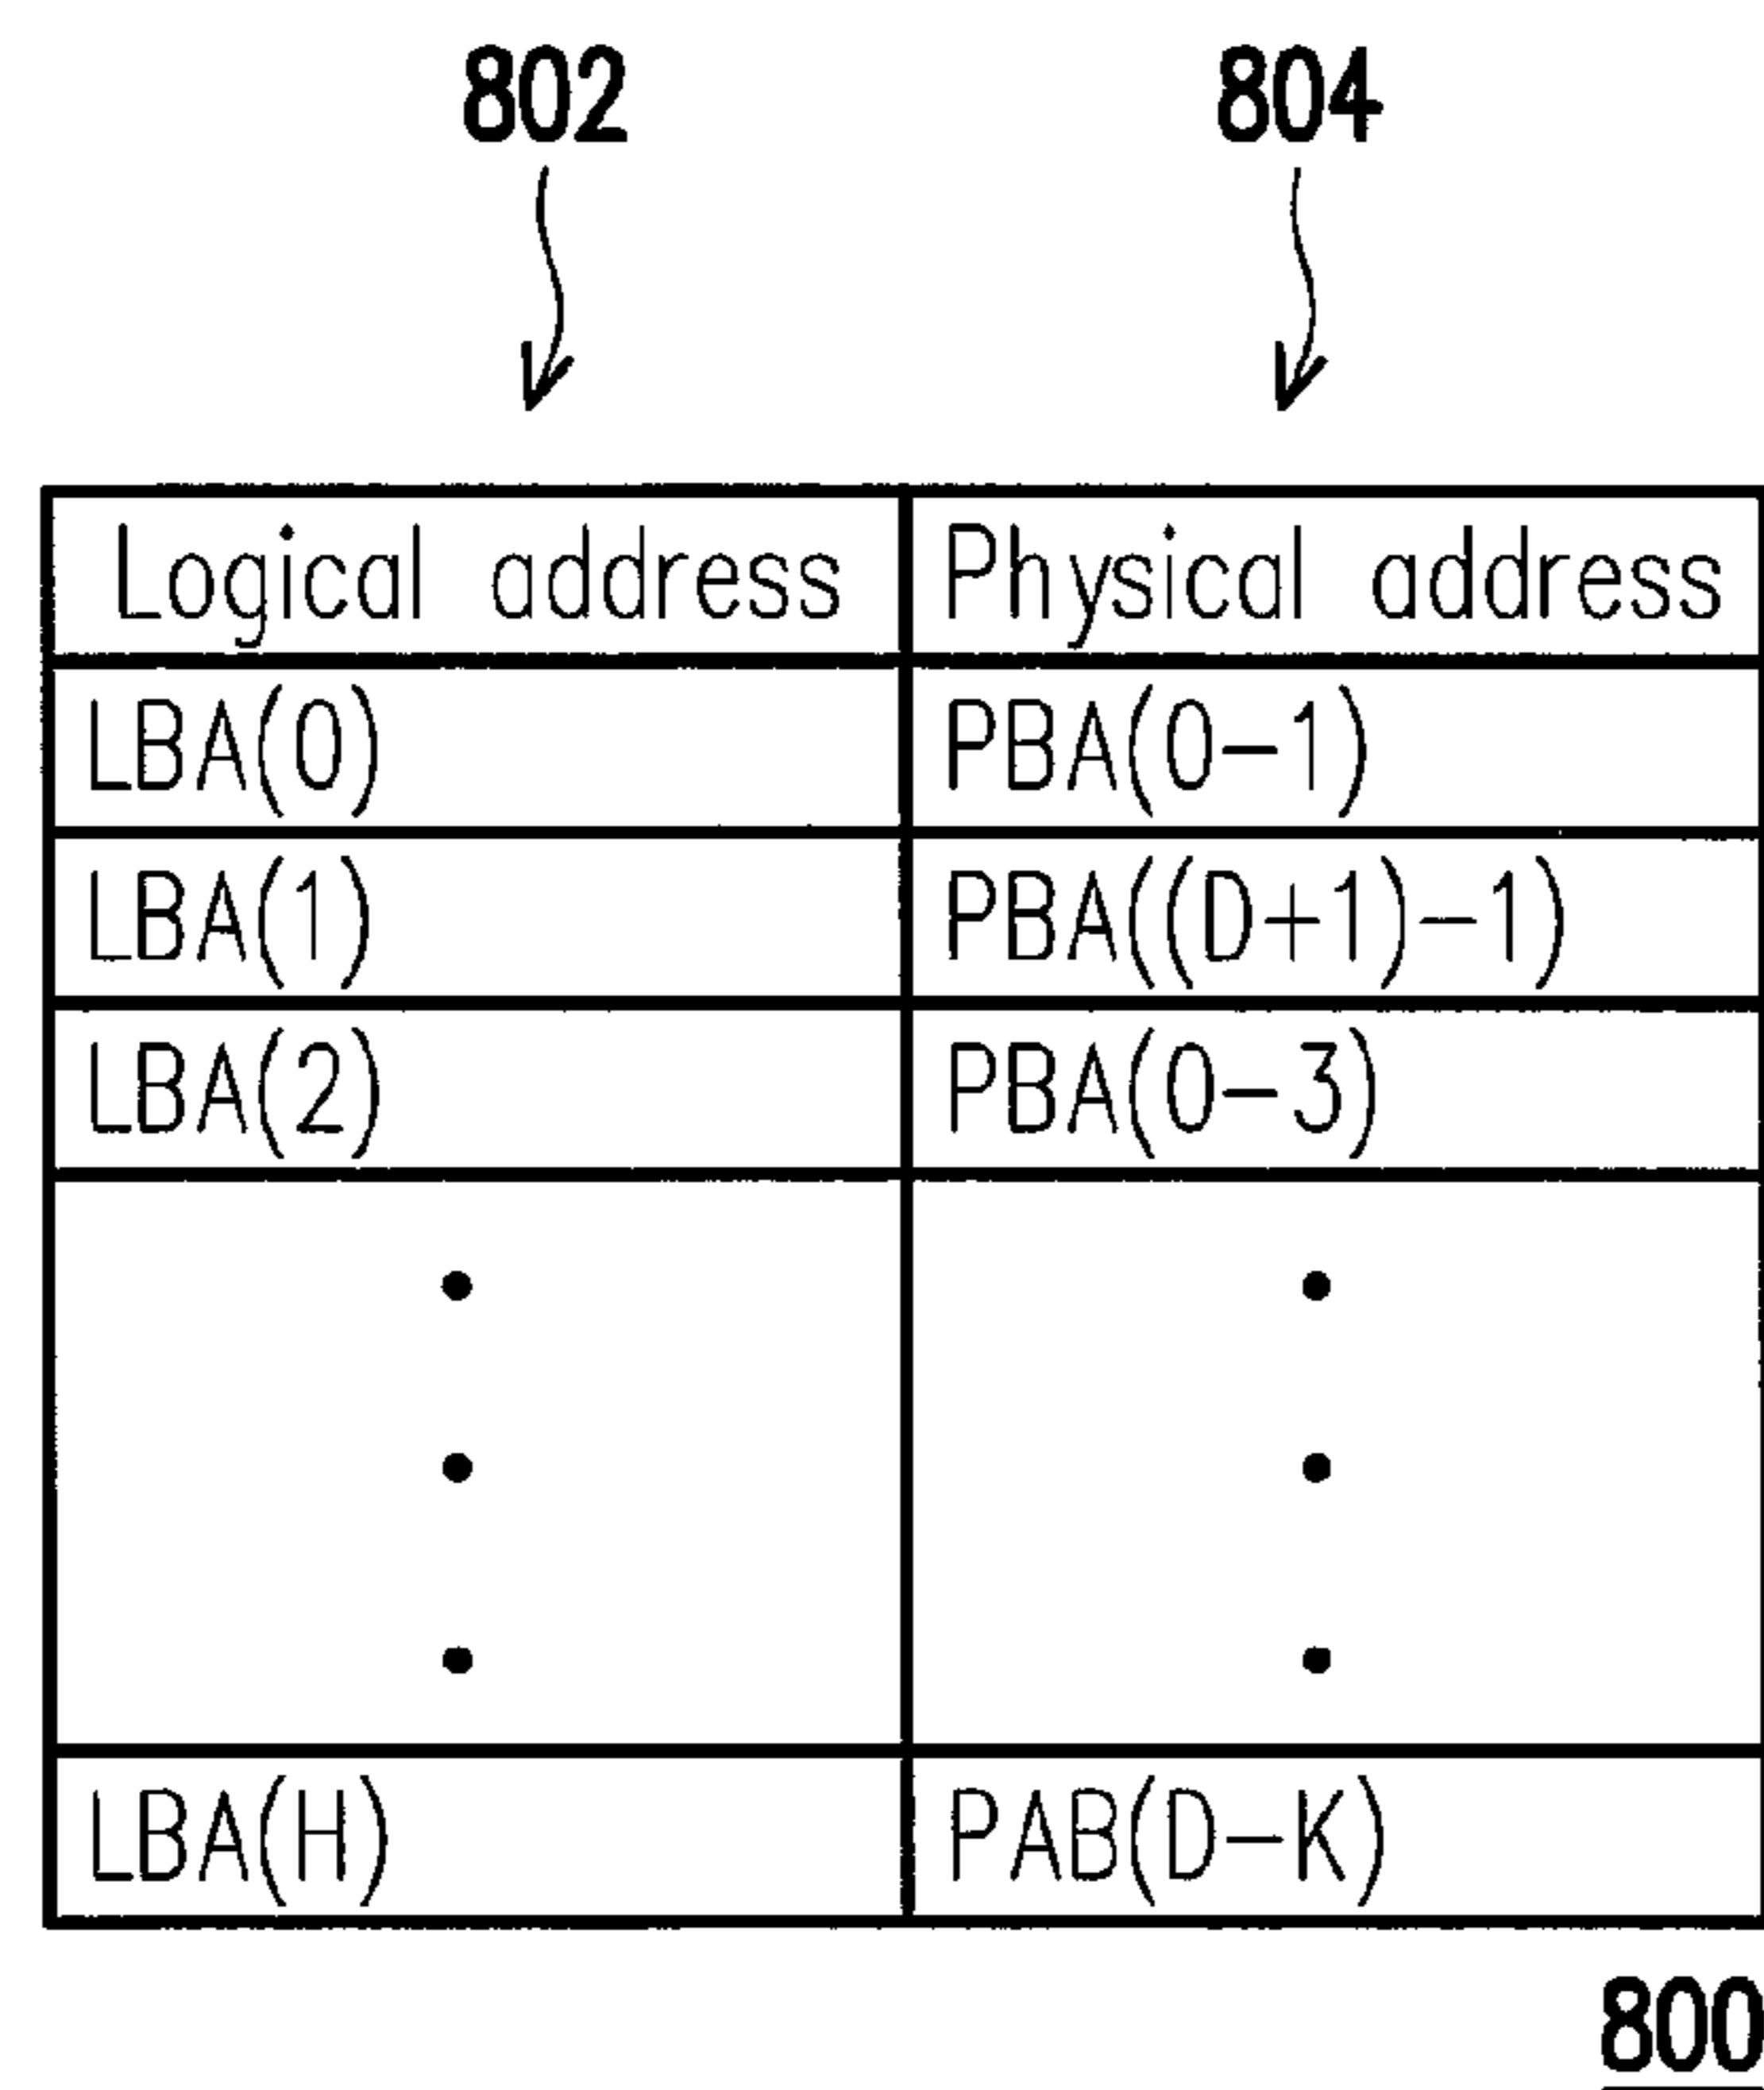 802 804
Logical address Physical address
LBA(0) PBA(0-1)
LBA(1) PBA((D+1)-1)
LBA(2) PBA(0-3)
LBA(H) PAB(D-K)
800